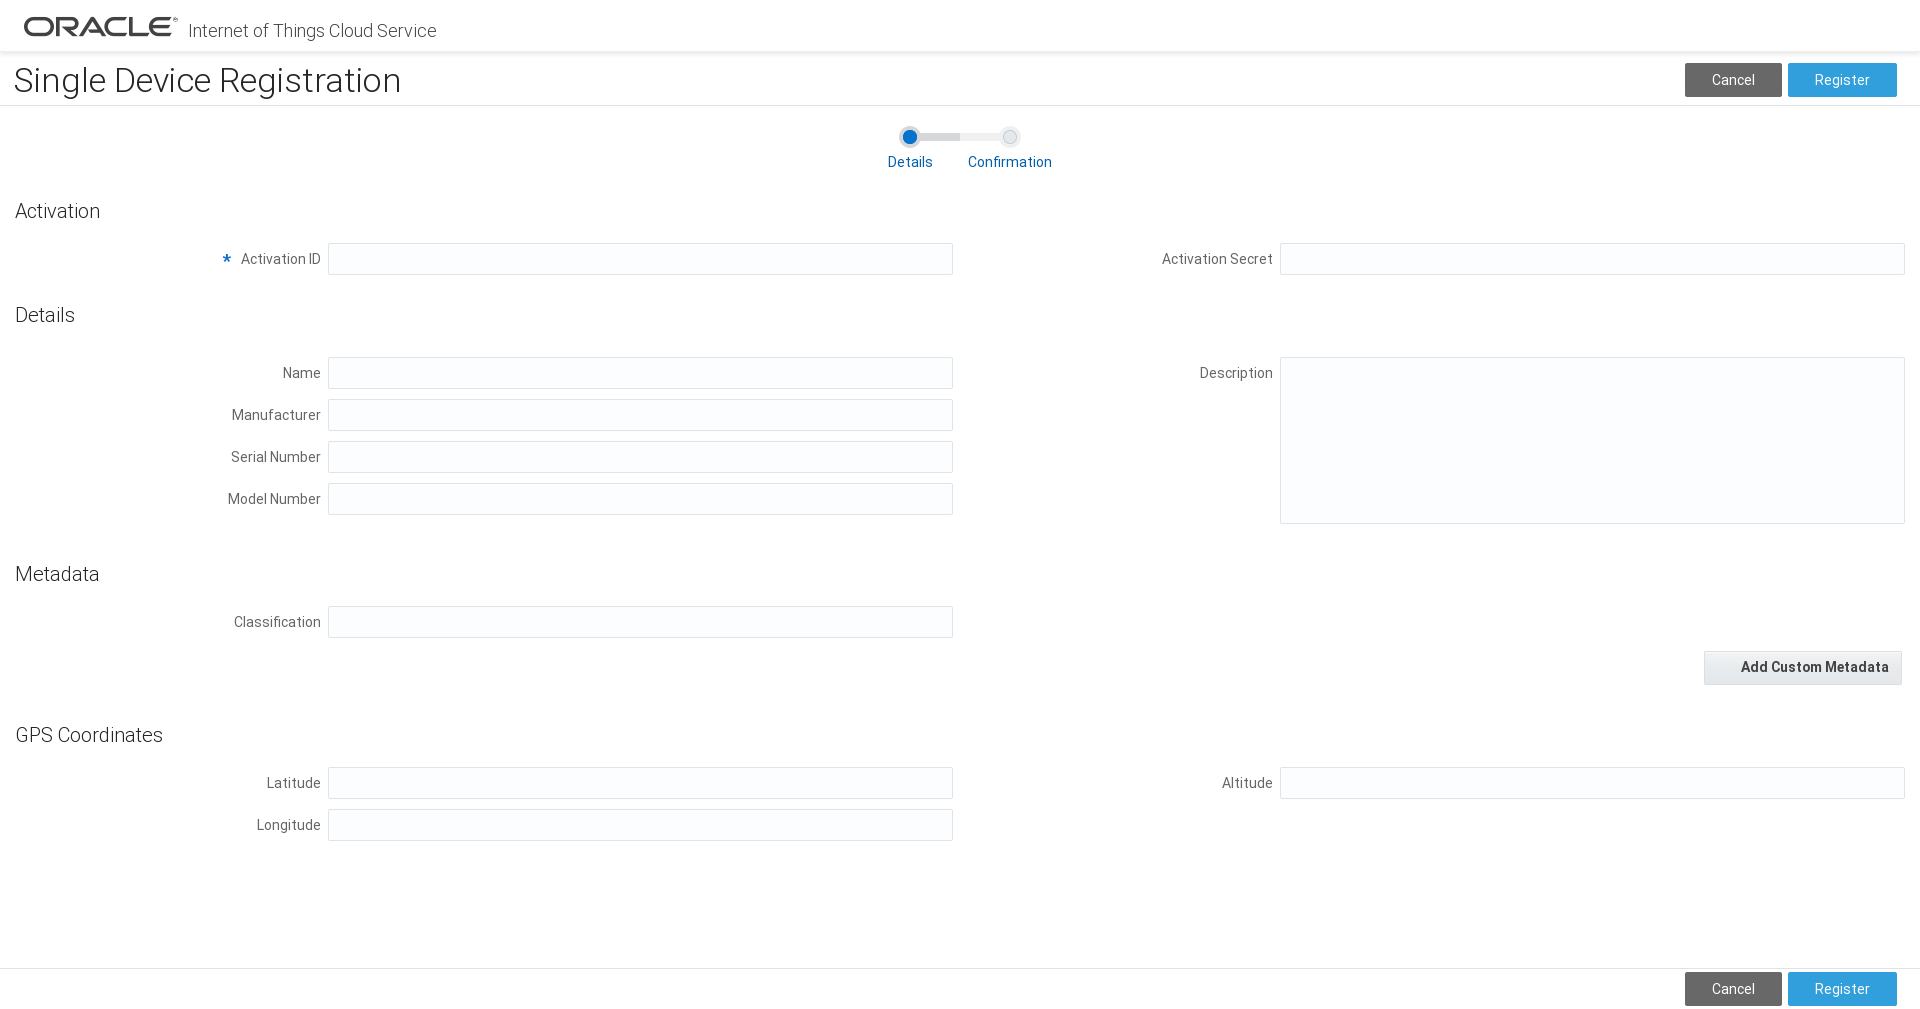 ORACLE® Internet of Things Cloud Service
Single Device Registration
Cancel Register
Details Confirmation
Activation
* Activation ID
Activation Secret
Details
Name
Description
Manufacturer
Serial Number
Model Number
Metadata
Classification
Add Custom Metadata
GPS Coordinates
Latitude
Altitude
Longitude
Cancel Register